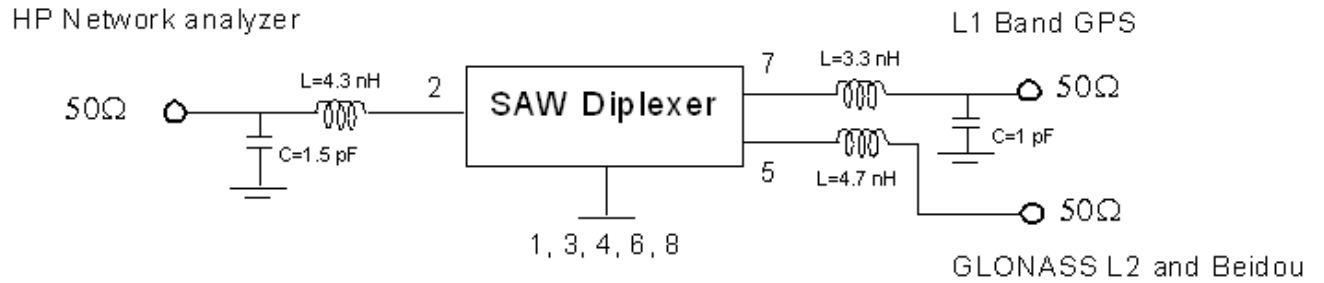 HP Network analyzer
L1 Band GPS
L=4.3 nH
2
SAW Diplexer
7
L=3.3 nH
50Ω
50Ω
C=1.5 pF
C=1 pF
5
L=4.7 nH
50Ω
1, 3, 4, 6, 8
GLONASS L2 and Beidou